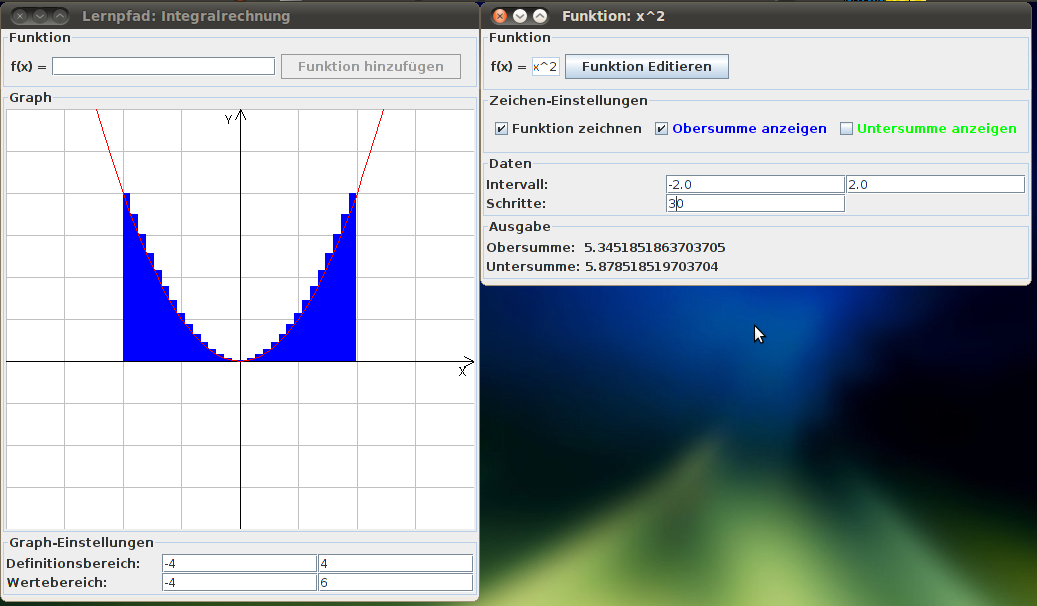 Lernpfad: Integralrechnung
Funktion
f(x) =
Funktion hinzufügen
Graph
Y
X
Graph-Einstellungen
Definitionsbereich: -4 4
Wertebereich: -4 6
Funktion: x^2
Funktion
f(x) = x^2 Funktion Editieren
Zeichen-Einstellungen
Funktion zeichnen Obersumme anzeigen Untersumme anzeigen
Daten
Intervall: -2.0 2.0
Schritte: 30
Ausgabe
Obersumme: 5.3451851863703705
Untersumme: 5.878518519703704